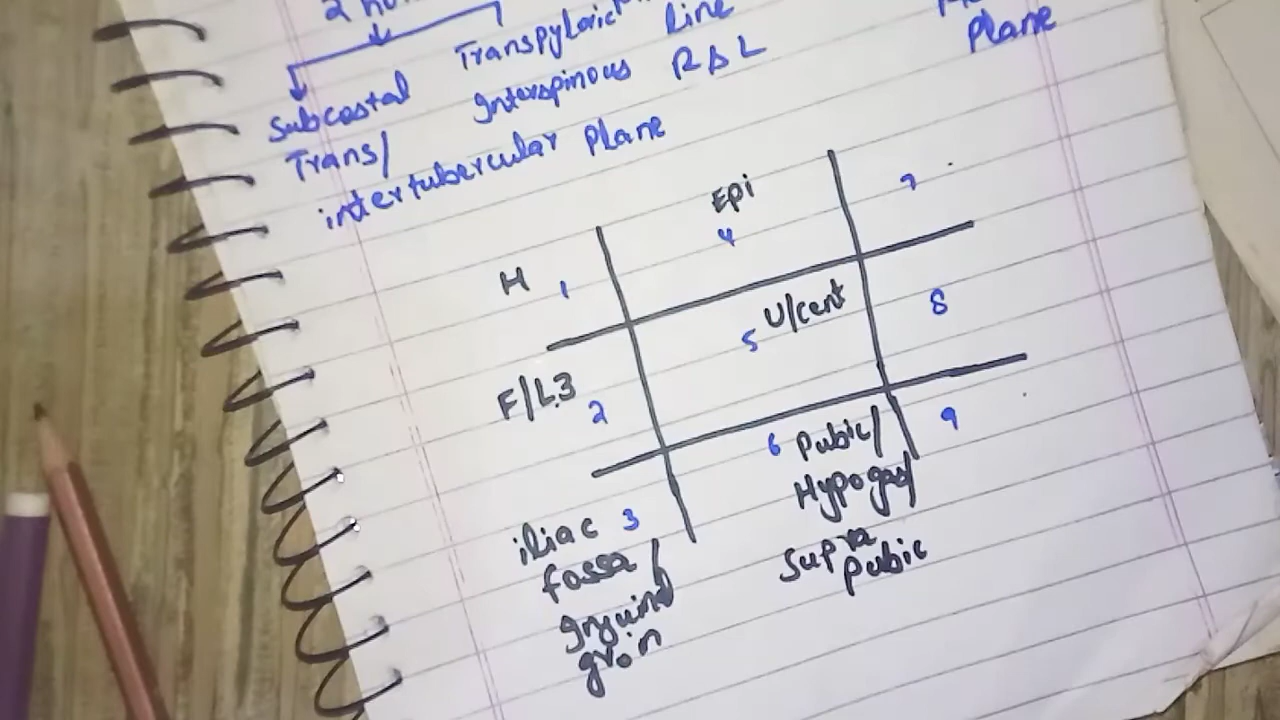 2
Transpyloric line
Subcostal Interspinous R & L
Trans/ Plane
intertubercular Plane
Epi
H 1 4 7
F/L3 2 5 U/cent 8
iliac 3 6 Pubic/ 9
fossa / Hypogas/
groin Supra
pubic